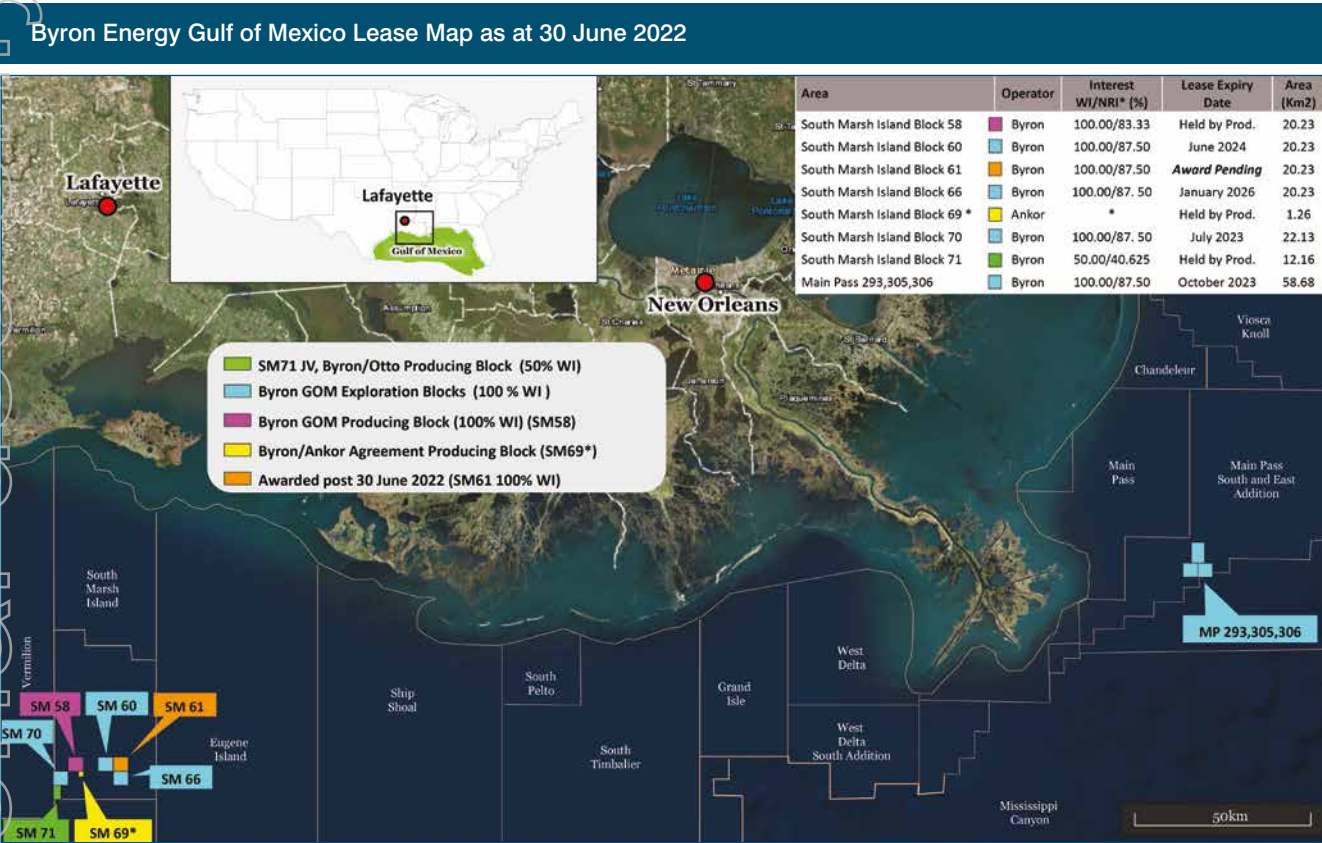 Byron Energy Gulf of Mexico Lease Map as at 30 June 2022
Area Operator Interest WI/NRI* (%) Lease Expiry Date Area (Km2)
South Marsh Island Block 58 Byron 100.00/83.33 Held by Prod. 20.23
South Marsh Island Block 60 Byron 100.00/87.50 June 2024 20.23
South Marsh Island Block 61 Byron 100.00/87.50 Award Pending 20.23
South Marsh Island Block 66 Byron 100.00/87. 50 January 2026 20.23
South Marsh Island Block 69 * Ankor * Held by Prod. 1.26
South Marsh Island Block 70 Byron 100.00/87. 50 July 2023 22.13
South Marsh Island Block 71 Byron 50.00/40.625 Held by Prod. 12.16
Main Pass 293,305,306 Byron 100.00/87.50 October 2023 58.68
Lafayette
Lafayette
Gulf of Mexico
St Tammany
Metairie
New Orleans
Assumption
St Charles
St Bernard
Jefferson
Plaquemines
Vermilion
SM71 JV, Byron/Otto Producing Block (50% WI)
Byron GOM Exploration Blocks (100 % WI )
Byron GOM Producing Block (100% WI) (SM58)
Byron/Ankor Agreement Producing Block (SM69*)
Awarded post 30 June 2022 (SM61 100% WI)
Viosca
Knoll
Chandeleur
Main
Pass
Main Pass
South and East
Addition
MP 293,305,306
South
Marsh
Island
Vermilion
SM 58
SM 60
SM 61
SM 70
SM 66
SM 71
SM 69*
Eugene
Island
Ship
Shoal
South
Pelto
South
Timbalier
Grand
Isle
West
Delta
West
Delta
South Addition
Mississippi
Canyon
50km